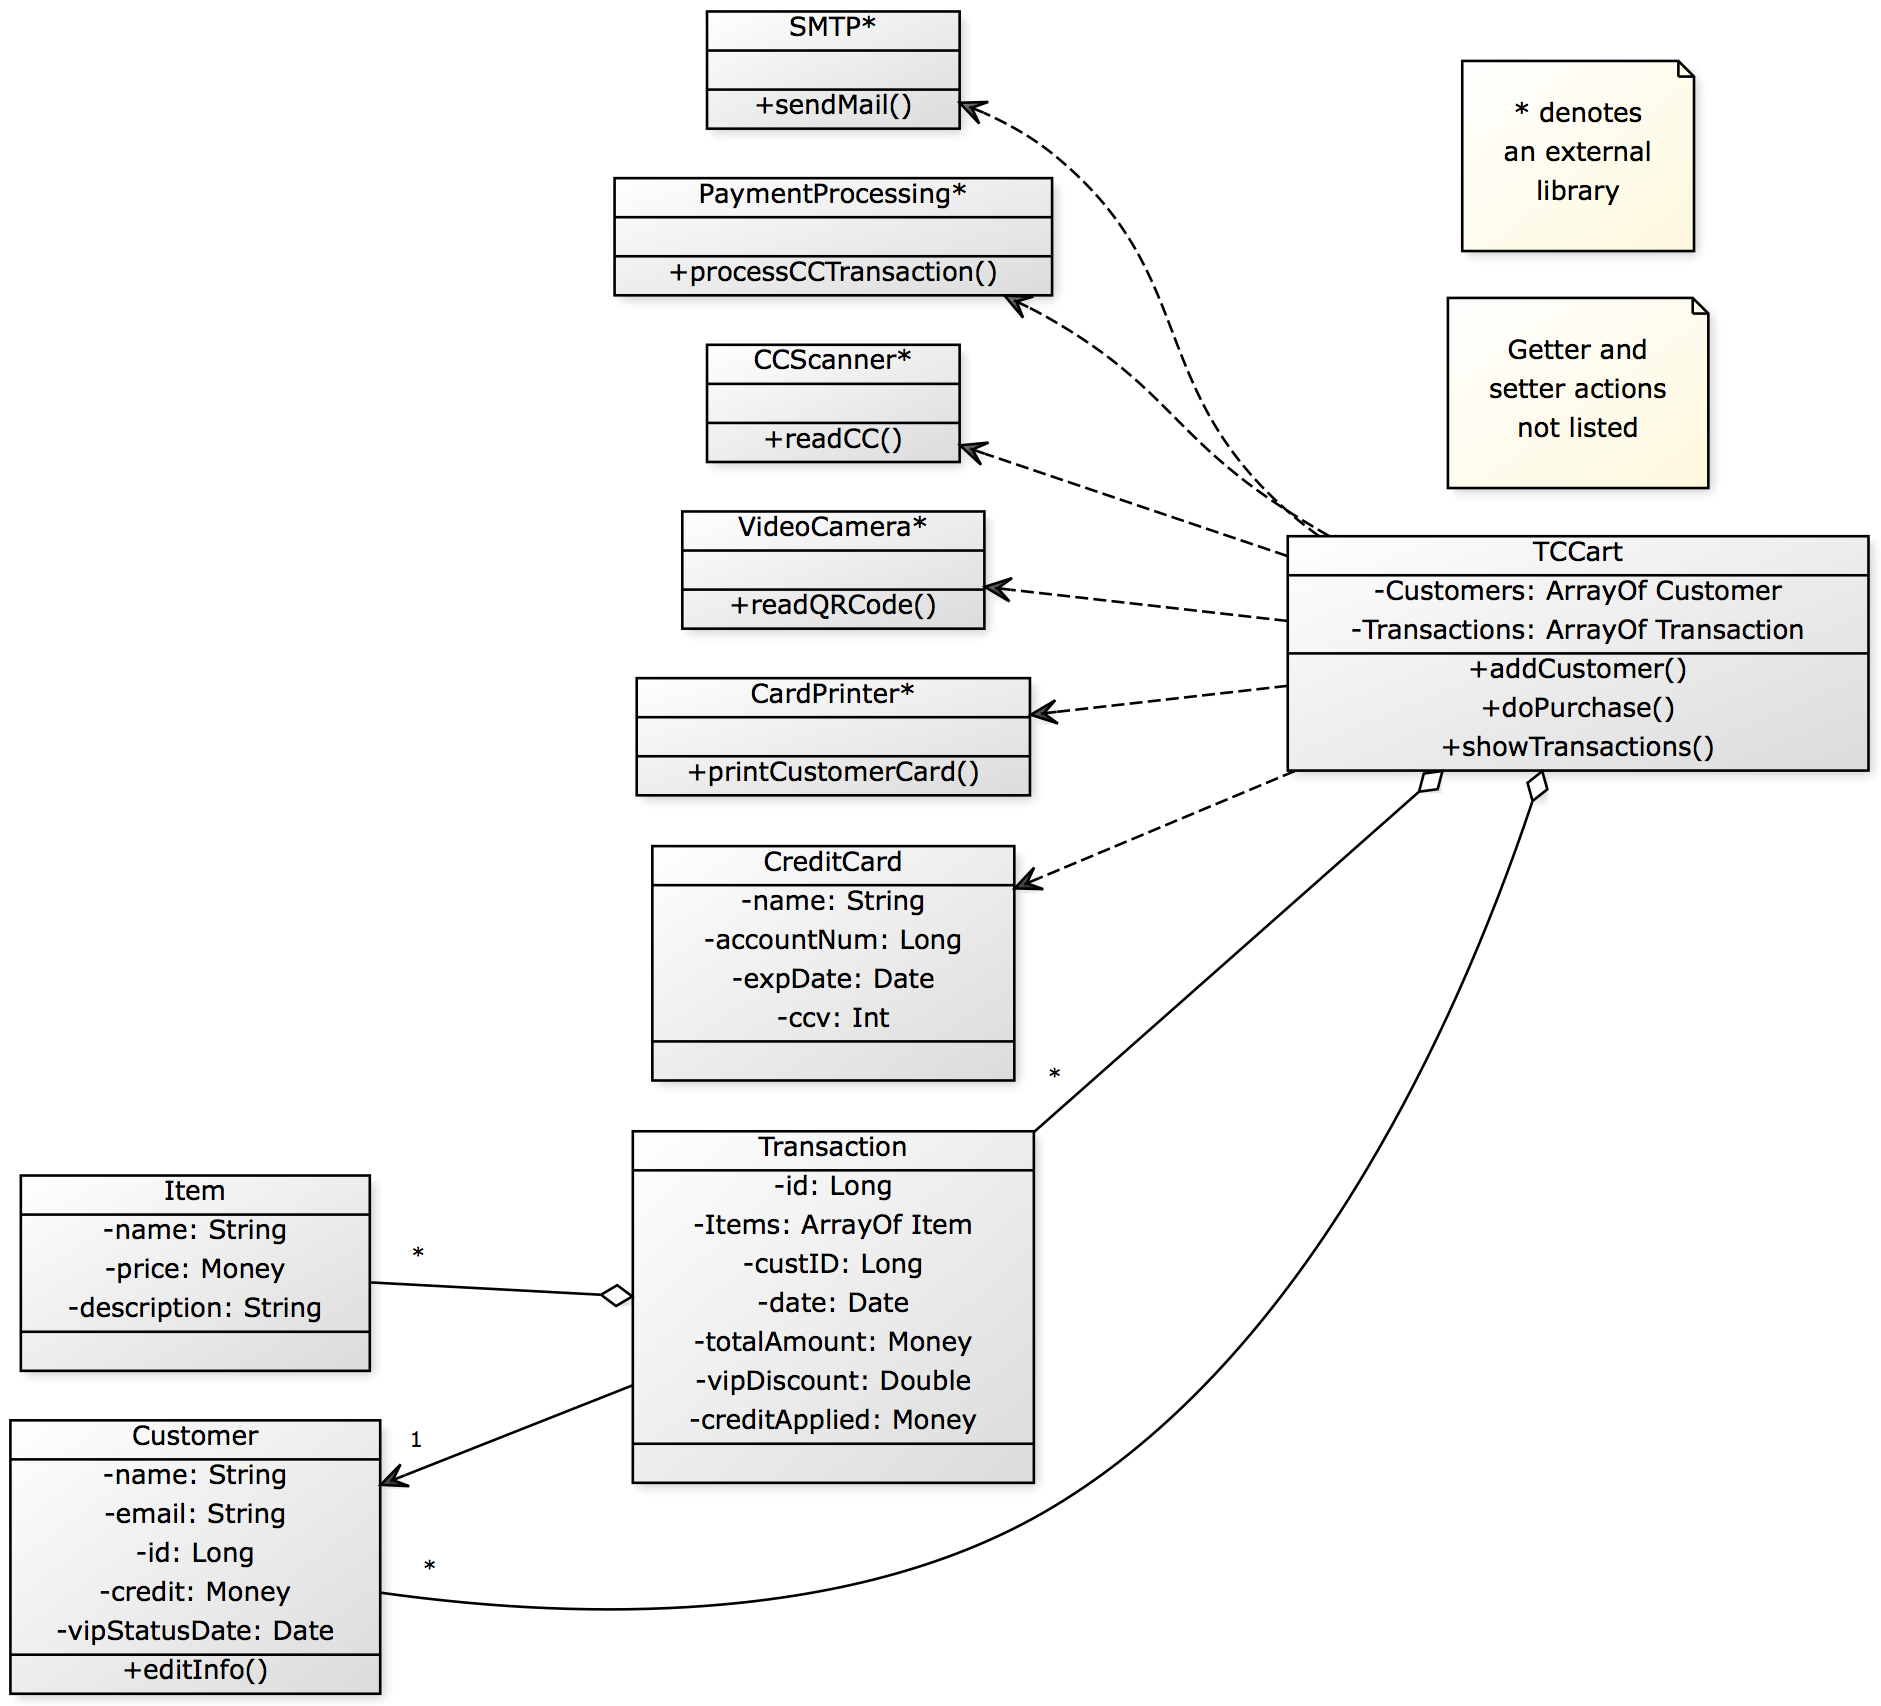 SMTP*
+sendMail()
* denotes
an external
library
PaymentProcessing*
+processCCTransaction()
Getter and
setter actions
not listed
CCScanner*
+readCC()
VideoCamera*
+readQRCode()
TCCart
-Customers: ArrayOf Customer
-Transactions: ArrayOf Transaction
+addCustomer()
+doPurchase()
+showTransactions()
CardPrinter*
+printCustomerCard()
CreditCard
-name: String
-accountNum: Long
-expDate: Date
-ccv: Int
*
Transaction
-id: Long
-Items: ArrayOf Item
-custID: Long
-date: Date
-totalAmount: Money
-vipDiscount: Double
-creditApplied: Money
Item
-name: String
-price: Money
-description: String
*
Customer
-name: String
-email: String
-id: Long
-credit: Money
-vipStatusDate: Date
+editInfo()
1
*